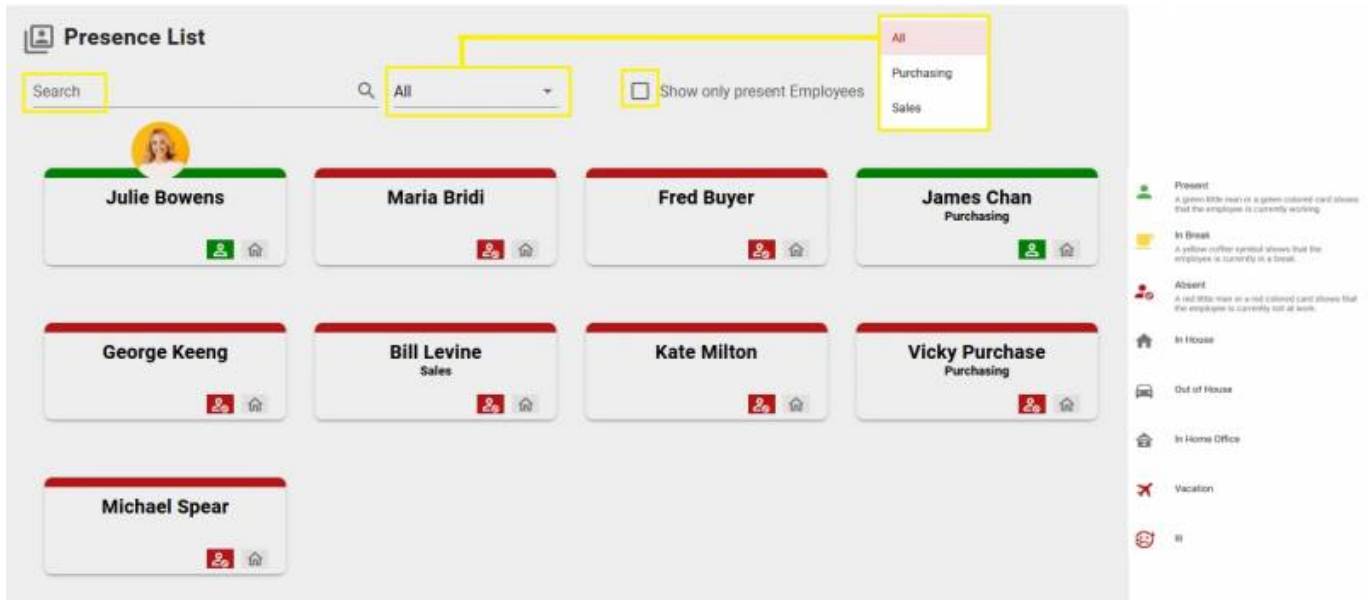 Presence List
Search
All
Show only present Employees
All
Purchasing
Sales
Julie Bowens
Maria Bridi
Fred Buyer
James Chan
Purchasing
George Keeng
Bill Levine
Sales
Kate Milton
Vicky Purchase
Purchasing
Michael Spear
Present
A green little man or a green colored card shows
that the employee is currently working.
In Break
A yellow coffee symbol shows that the
employee is currently in a break.
Absent
A red little man or a red colored card shows that
the employee is currently not at work.
In House
Out of House
In Home Office
Vacation
Ill